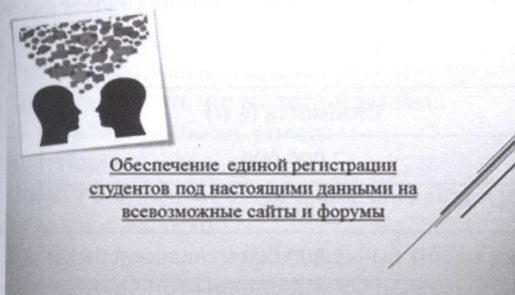 Обеспечение единой регистрации
студентов под настоящими данными на
всевозможные сайты и форумы